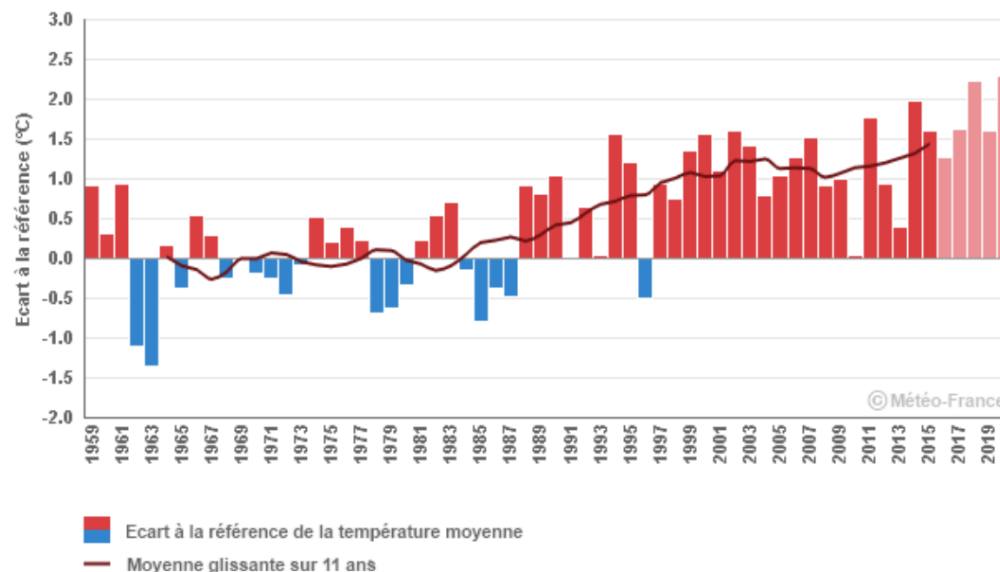 3.0
2.5
2.0
1.5
1.0
0.5
0.0
-0.5
-1.0
-1.5
-2.0
Ecart à la référence (°C)
1959 1961 1963 1965 1967 1969 1971 1973 1975 1977 1979 1981 1983 1985 1987 1989 1991 1993 1995 1997 1999 2001 2003 2005 2007 2009 2011 2013 2015 2017 2019
© Météo-France
Ecart à la référence de la température moyenne
Moyenne glissante sur 11 ans